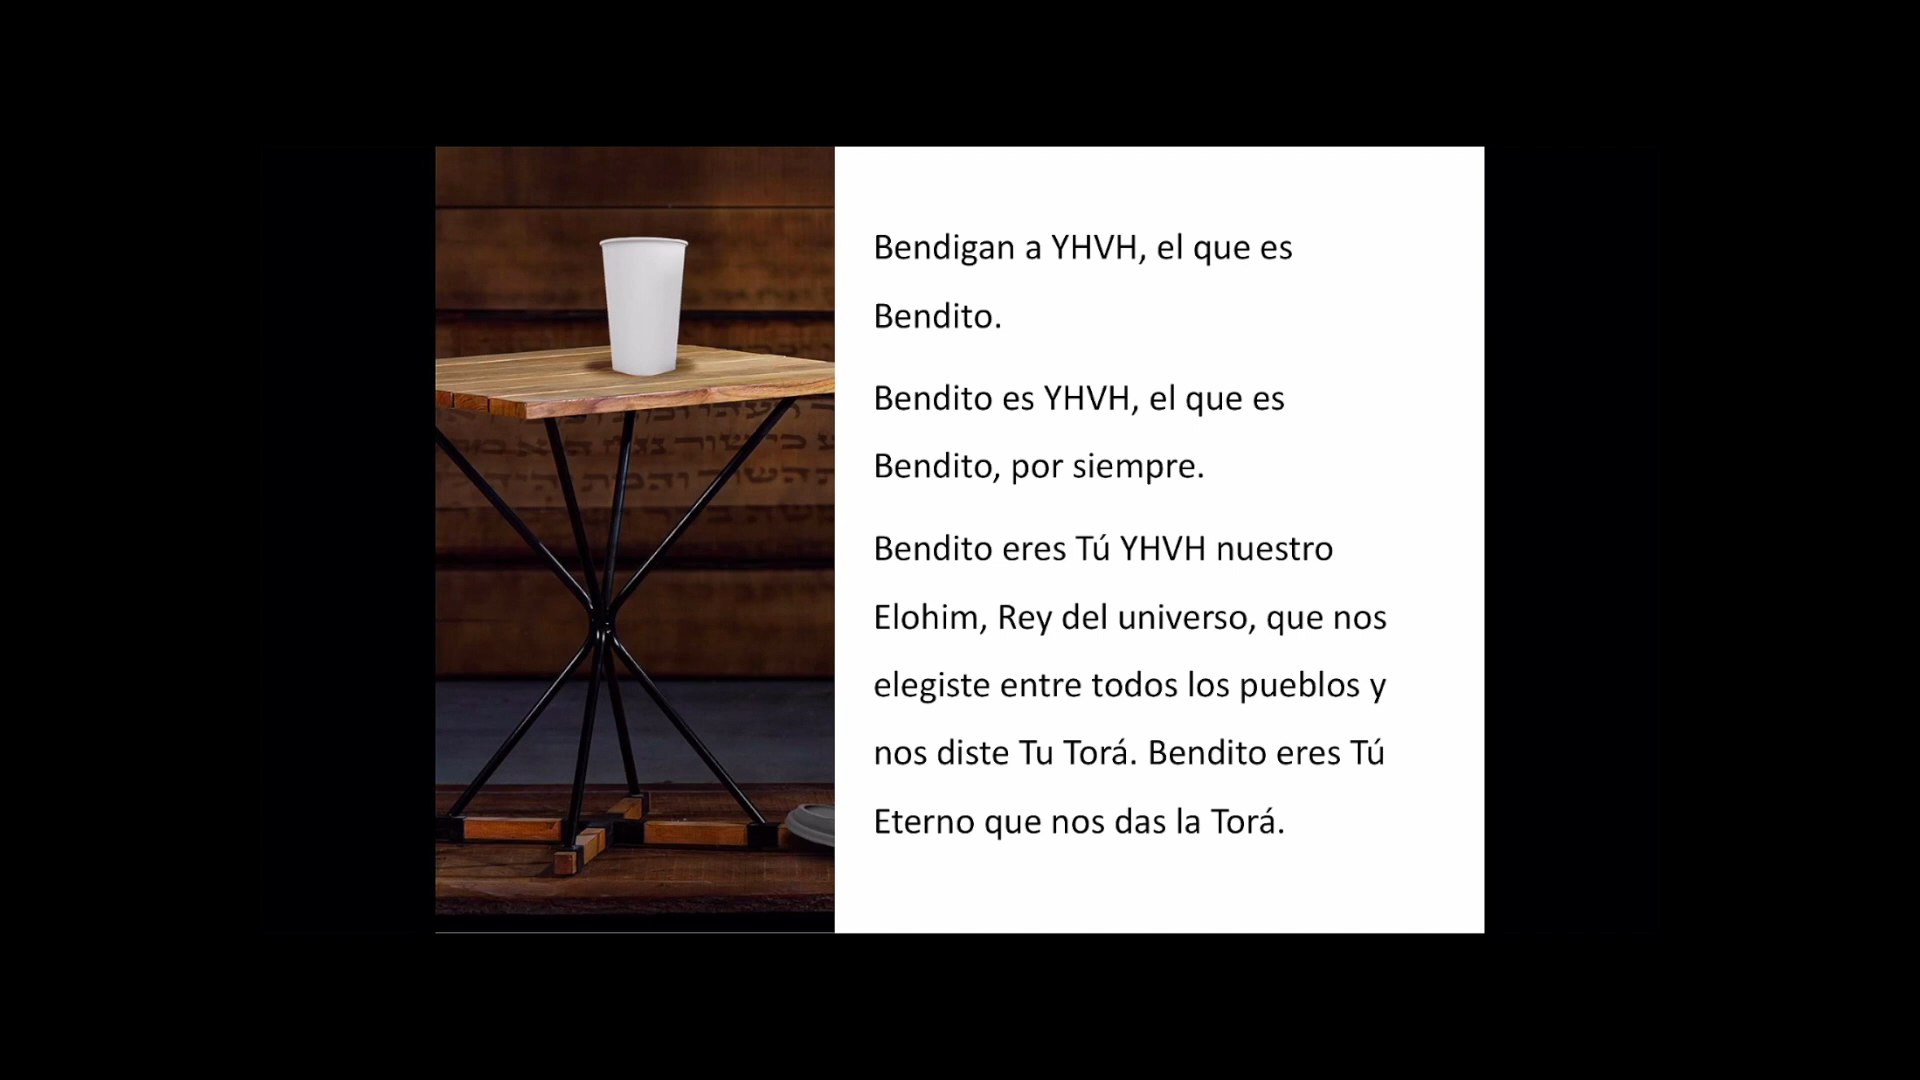 Bendigan a YHVH, el que es
Bendito.
Bendito es YHVH, el que es
Bendito, por siempre.
Bendito eres Tú YHVH nuestro
Elohim, Rey del universo, que nos
elegiste entre todos los pueblos y
nos diste Tu Torá. Bendito eres Tú
Eterno que nos das la Torá.